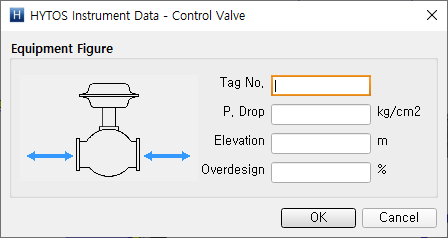 H HYTOS Instrument Data - Control Valve
Equipment Figure
Tag No.
P. Drop kg/cm2
Elevation m
Overdesign %
OK Cancel